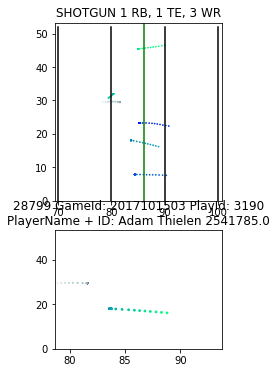 SHOTGUN 1 RB, 1 TE, 3 WR
50
40
30
20
10
0
70 80 90 100
28799 GameId: 2017101503 PlayId: 3190
PlayerName + ID: Adam Thielen 2541785.0
40
20
0
80 85 90